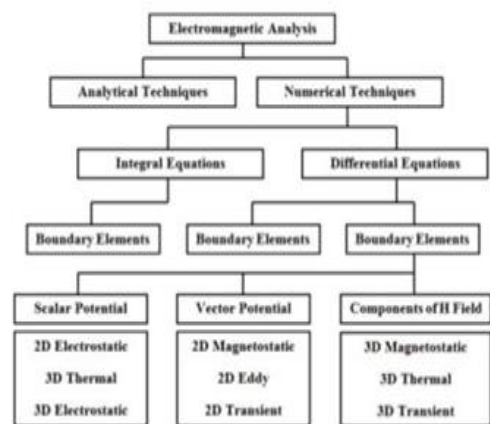 Electromagnetic Analysis
Analytical Techniques
Numerical Techniques
Integral Equations
Differential Equations
Boundary Elements
Boundary Elements
Boundary Elements
Scalar Potential
Vector Potential
Components of H Field
2D Electrostatic
3D Thermal
3D Electrostatic
2D Magnetostatic
2D Eddy
2D Transient
3D Magnetostatic
3D Thermal
3D Transient